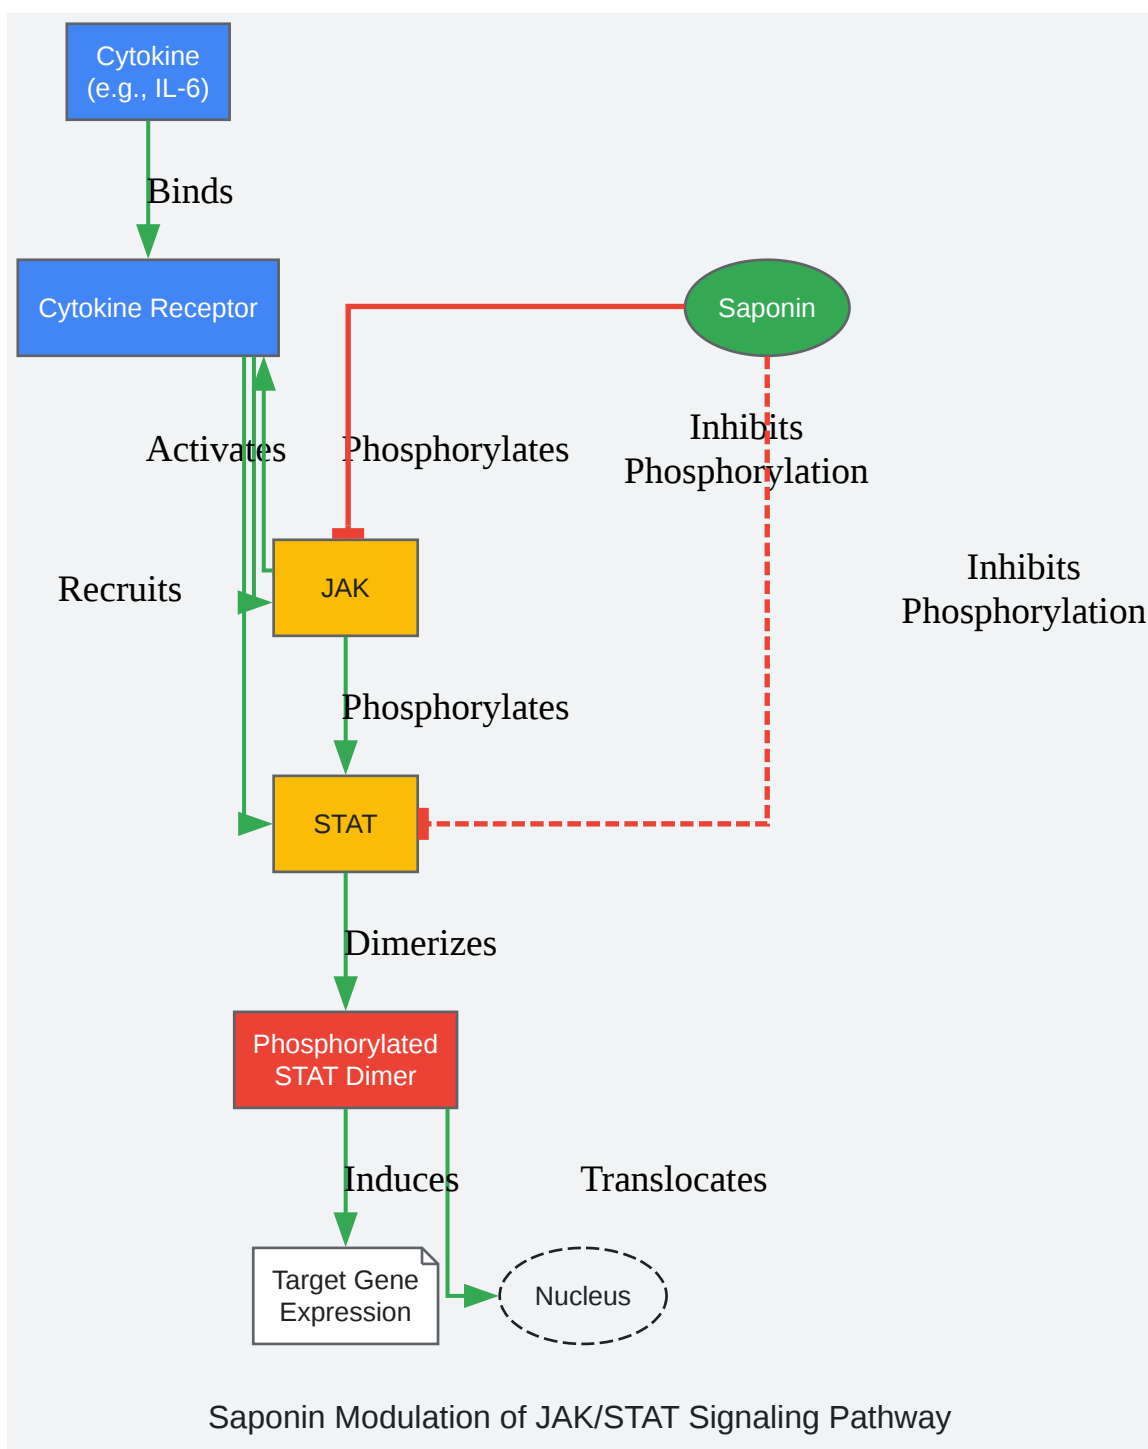 Cytokine
(e.g., IL-6)
Binds
Cytokine Receptor
Saponin
Activates
Phosphorylates
Inhibits
Phosphorylation
Recruits
JAK
Inhibits
Phosphorylation
Phosphorylates
STAT
Dimerizes
Phosphorylated
STAT Dimer
Induces
Translocates
Target Gene
Expression
Nucleus
Saponin Modulation of JAK/STAT Signaling Pathway